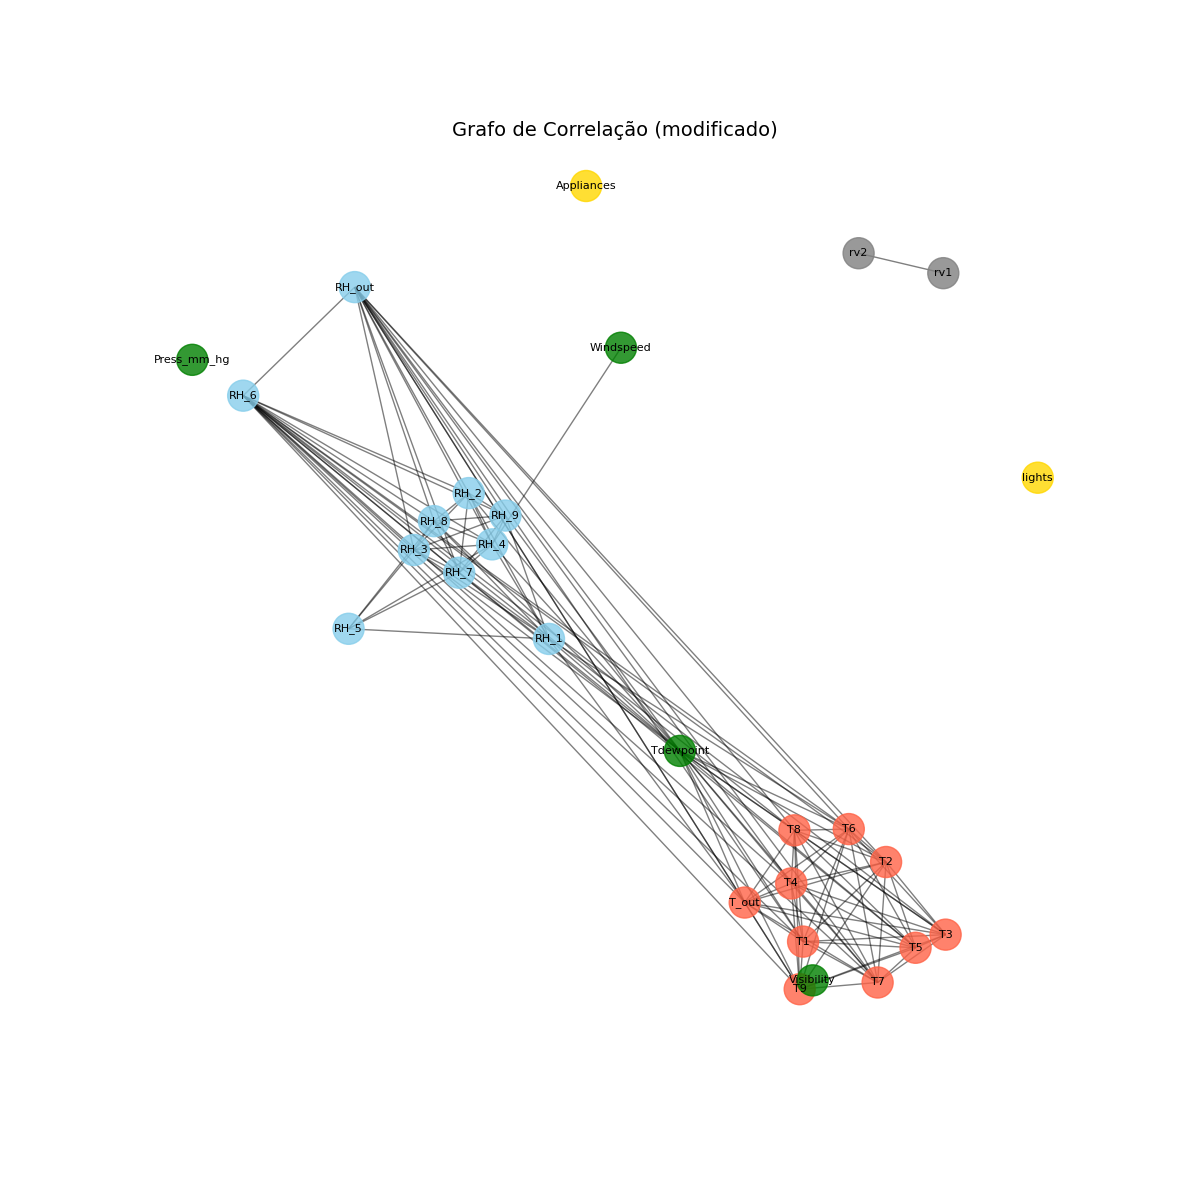 Grafo de Correlação (modificado)
Appliances
rv2
rv1
RH_out
Windspeed
Press_mm_hg
RH_6
lights
RH_2
RH_9
RH_8
RH_4
RH_3
RH_7
RH_5
RH_1
Tdewpoint
T8
T6
T2
T4
T_out
T3
T1
T5
Visibility
T7
T9